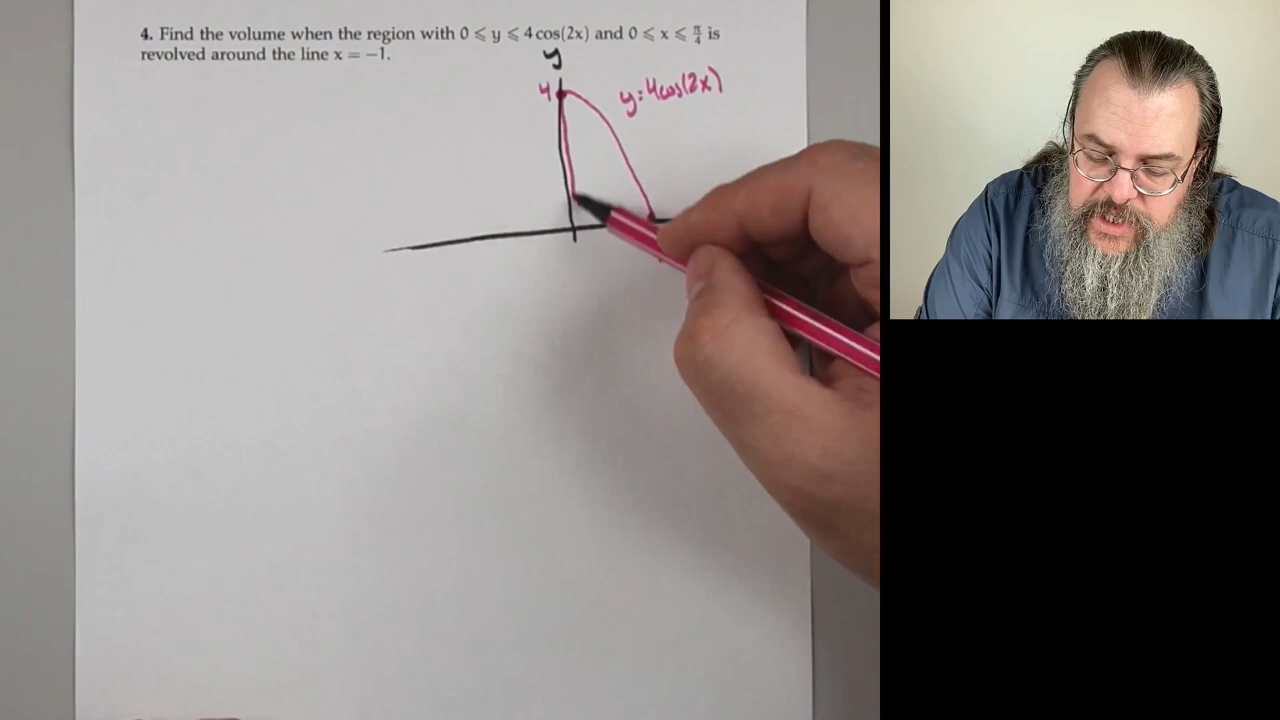 4. Find the volume when the region with 0 ⩽ y ⩽ 4 cos(2x) and 0 ⩽ x ⩽ π/4 is
revolved around the line x = −1.
y
4
y=4cos(2x)